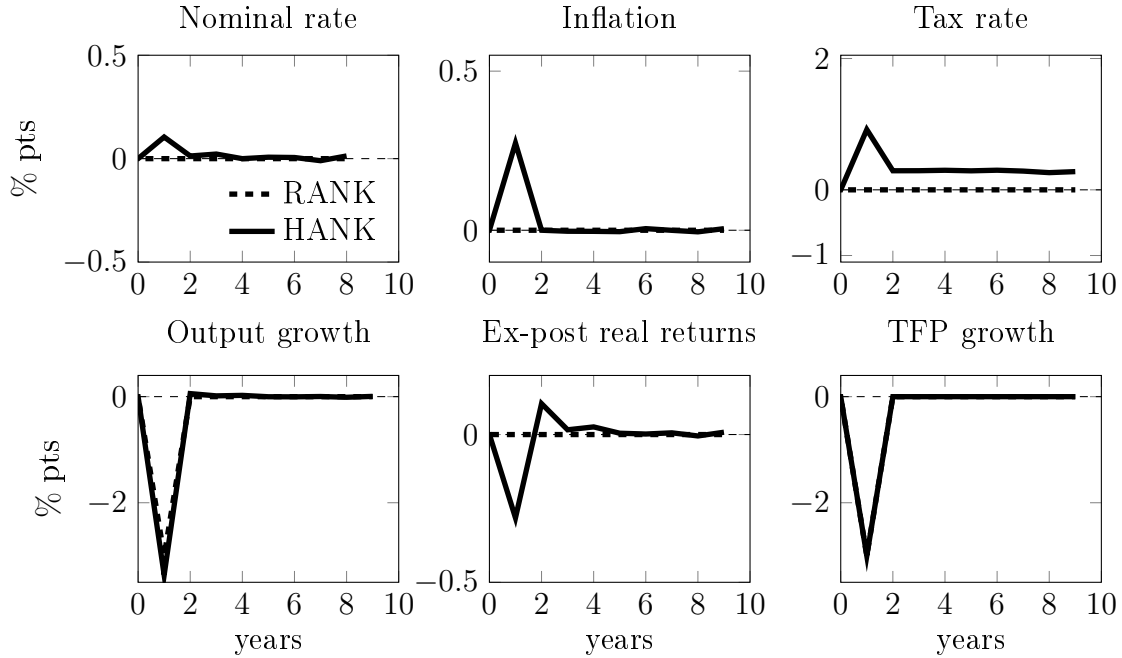 Nominal rate
Inflation
Tax rate
% pts
0.5
0
−0.5
RANK
HANK
0 2 4 6 8 10
0.5
0
0 2 4 6 8 10
2
1
0
−1
0 2 4 6 8 10
Output growth
Ex-post real returns
TFP growth
% pts
0
−2
0 2 4 6 8 10
years
0
−0.5
0 2 4 6 8 10
years
0
−2
0 2 4 6 8 10
years